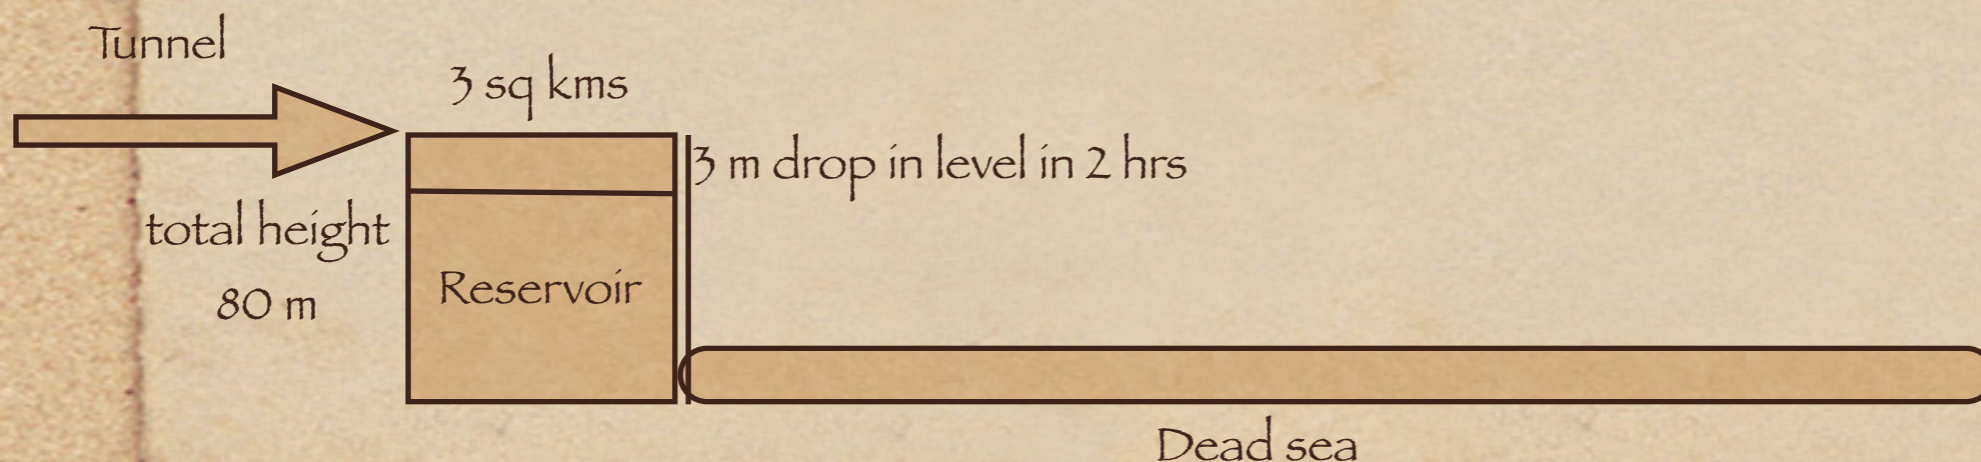 Tunnel
3 sq kms
3 m drop in level in 2 hrs
total height
80 m
Reservoir
Dead sea